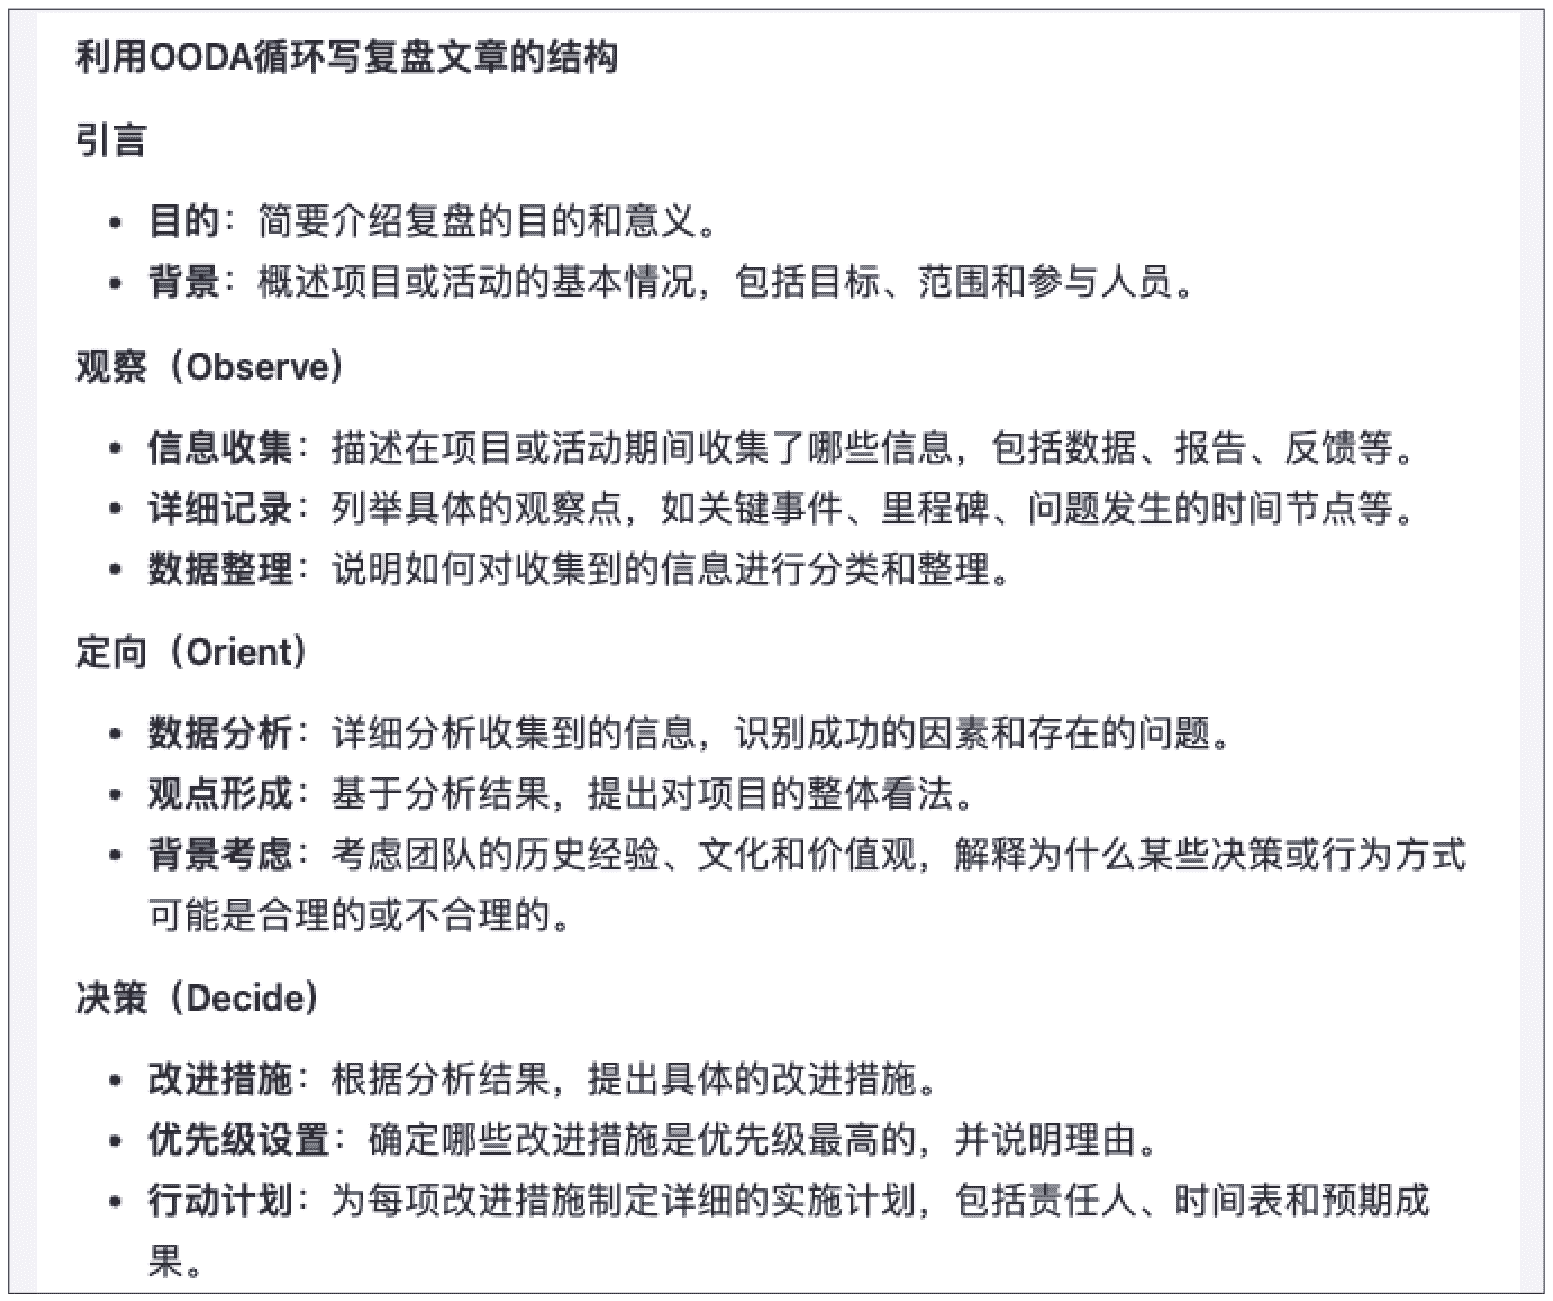 利用OODA循环写复盘文章的结构
引言
• 目的：简要介绍复盘的目的和意义。
• 背景：概述项目或活动的基本情况，包括目标、范围和参与人员。
观察（Observe）
• 信息收集：描述在项目或活动期间收集了哪些信息，包括数据、报告、反馈等。
• 详细记录：列举具体的观察点，如关键事件、里程碑、问题发生的时间节点等。
• 数据整理：说明如何对收集到的信息进行分类和整理。
定向（Orient）
• 数据分析：详细分析收集到的信息，识别成功的因素和存在的问题。
• 观点形成：基于分析结果，提出对项目的整体看法。
• 背景考虑：考虑团队的历史经验、文化和价值观，解释为什么某些决策或行为方式
可能是合理的或不合理的。
决策（Decide）
• 改进措施：根据分析结果，提出具体的改进措施。
• 优先级设置：确定哪些改进措施是优先级最高的，并说明理由。
• 行动计划：为每项改进措施制定详细的实施计划，包括责任人、时间表和预期成
果。